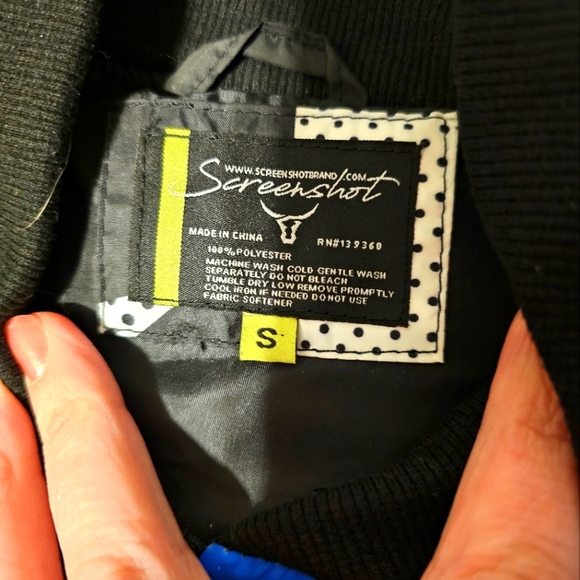 WWW.SCREENSHOTBRAND.COM
Screenshot
MADE IN CHINA RN#139360
100% POLYESTER
MACHINE WASH COLD GENTLE WASH
SEPARATELY DO NOT BLEACH
TUMBLE DRY LOW REMOVE PROMPTLY
COOL IRON IF NEEDED DO NOT USE
FABRIC SOFTENER
S